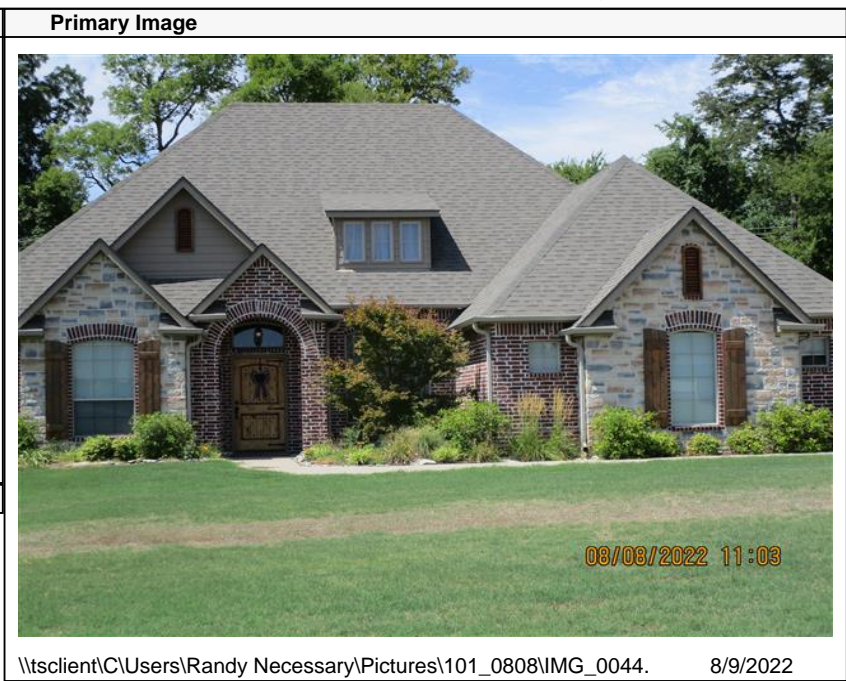 Primary Image
08/08/2022 11:03
\\tsclient\C\Users\Randy Necessary\Pictures\101_0808\IMG_0044. 8/9/2022